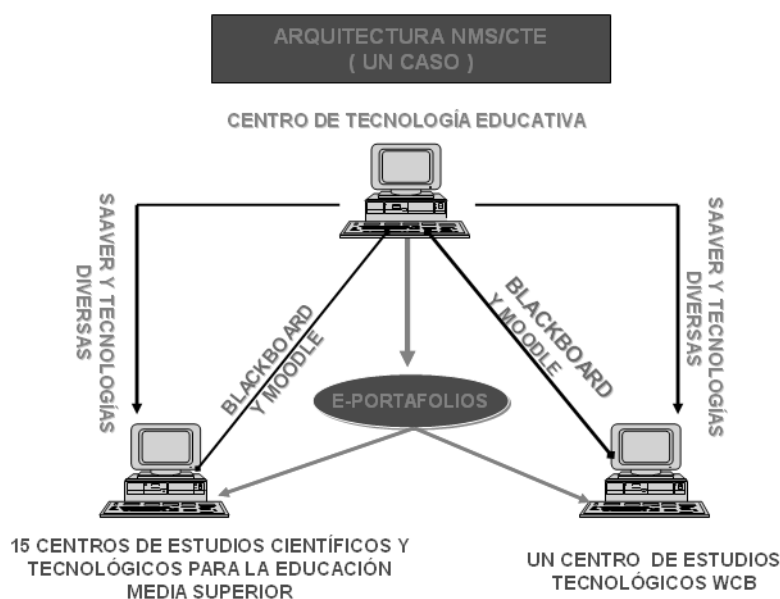 ARQUITECTURA NMS/CTE
( UN CASO )
CENTRO DE TECNOLOGÍA EDUCATIVA
SAAVER Y TECNOLOGÍAS
DIVERSAS
BLACKBOARD
Y MOODLE
BLACKBOARD
Y MOODLE
SAAVER Y TECNOLOGÍAS
DIVERSAS
E-PORTAFOLIOS
15 CENTROS DE ESTUDIOS CIENTÍFICOS Y
TECNOLÓGICOS PARA LA EDUCACIÓN
MEDIA SUPERIOR
UN CENTRO DE ESTUDIOS
TECNOLÓGICOS WCB